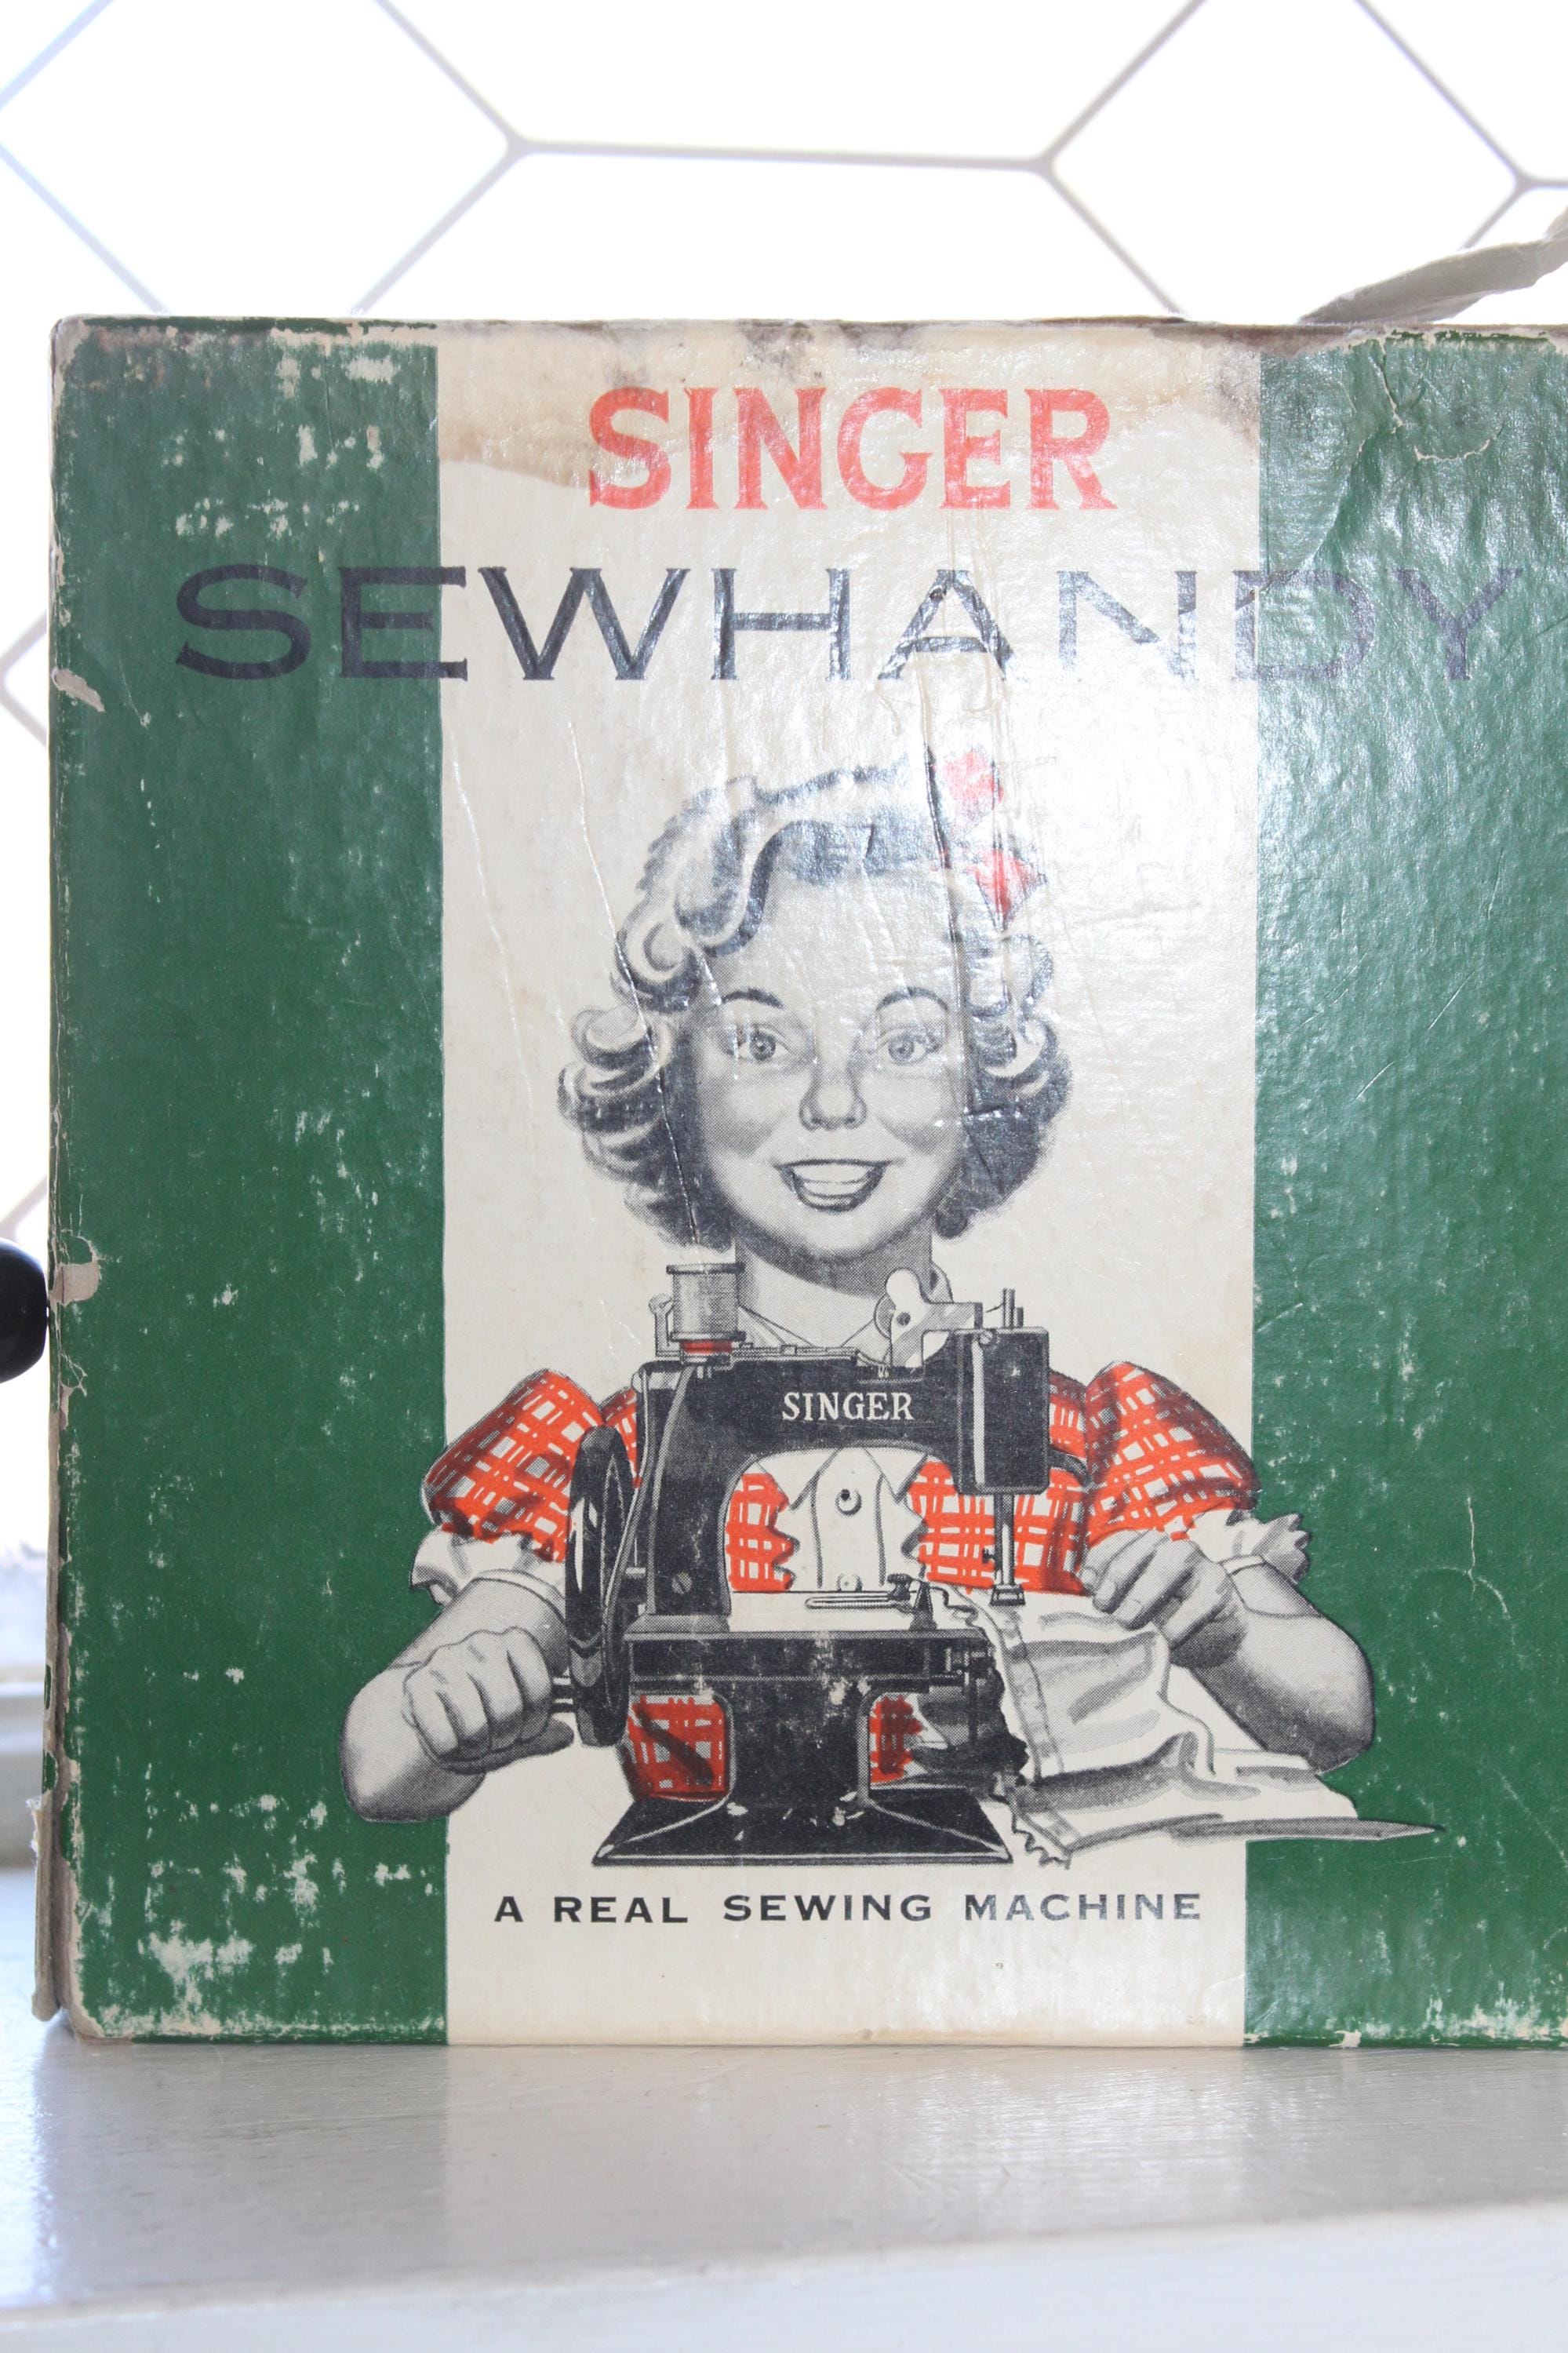 SINGER
SEWHANDY
SINGER
A REAL SEWING MACHINE